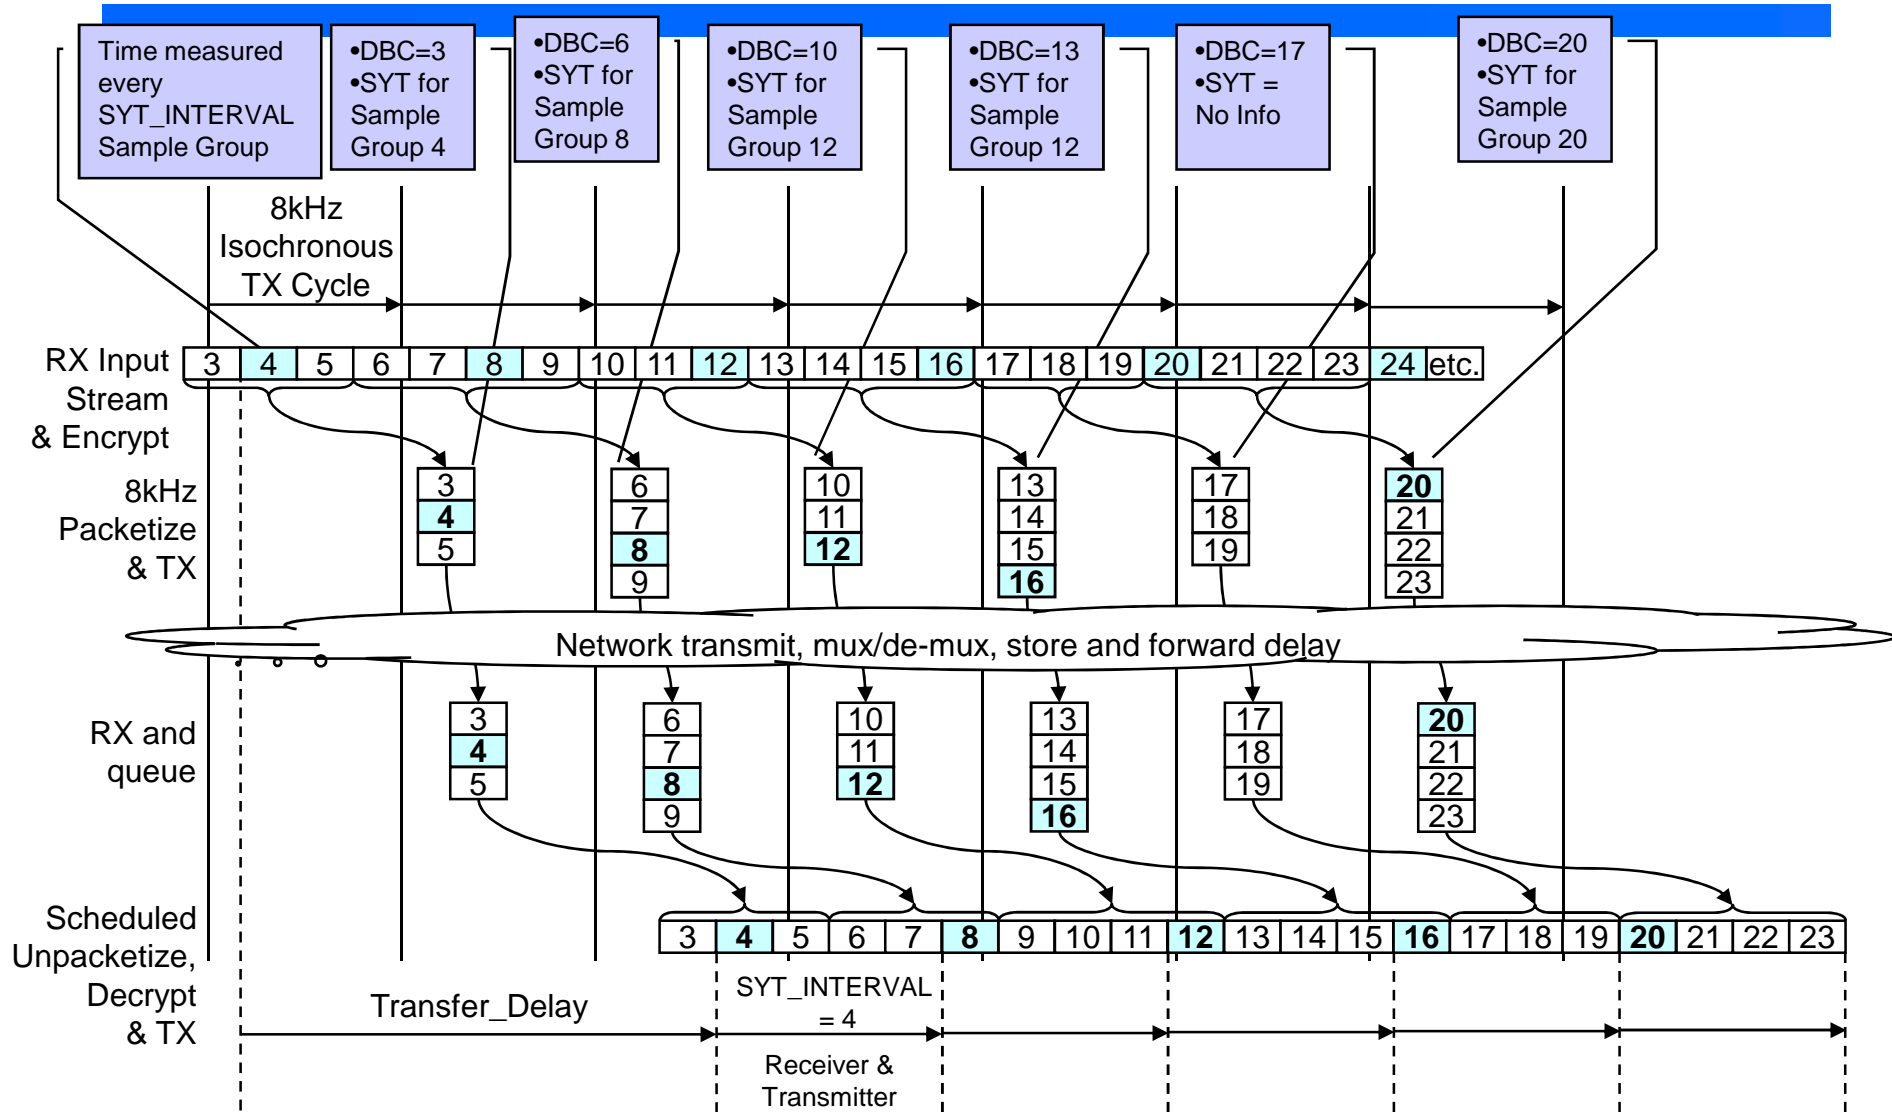 Time measured
every
SYT_INTERVAL
Sample Group
•DBC=3
•SYT for
Sample
Group 4
•DBC=6
•SYT for
Sample
Group 8
•DBC=10
•SYT for
Sample
Group 12
•DBC=13
•SYT for
Sample
Group 12
•DBC=17
•SYT =
No Info
•DBC=20
•SYT for
Sample
Group 20
8kHz
Isochronous
TX Cycle
RX Input
Stream
& Encrypt
3 4 5 6 7 8 9 10 11 12 13 14 15 16 17 18 19 20 21 22 23 24 etc.
8kHz
Packetize
& TX
3
4
5
6
7
8
9
10
11
12
13
14
15
16
17
18
19
20
21
22
23
Network transmit, mux/de-mux, store and forward delay
RX and
queue
3
4
5
6
7
8
9
10
11
12
13
14
15
16
17
18
19
20
21
22
23
Scheduled
Unpacketize,
Decrypt
& TX
3 4 5 6 7 8 9 10 11 12 13 14 15 16 17 18 19 20 21 22 23
Transfer_Delay
SYT_INTERVAL
= 4
Receiver &
Transmitter